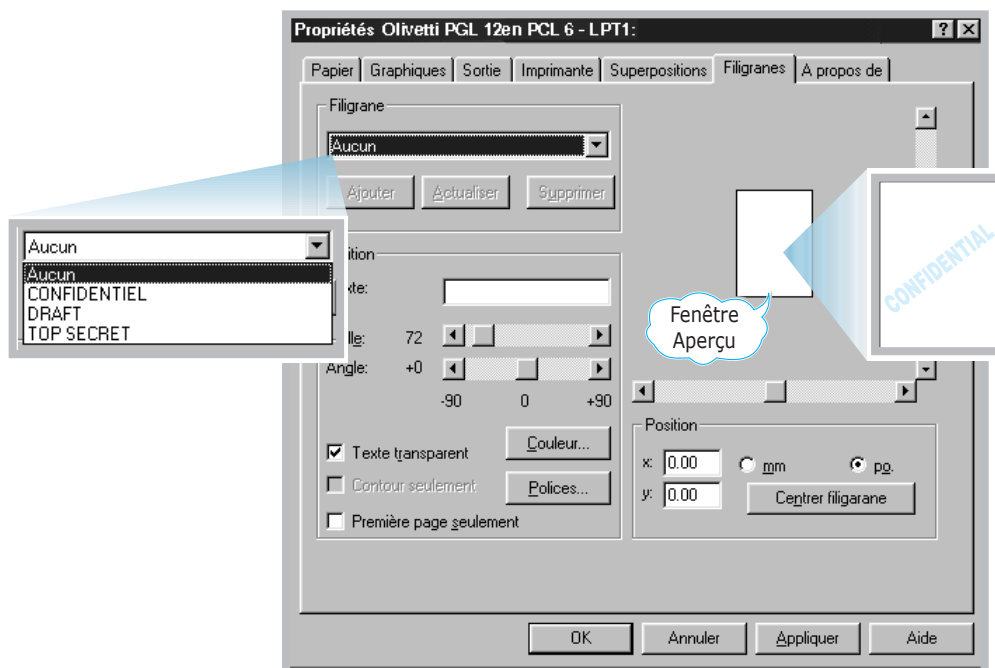 Propriétés Olivetti PGL 12en PCL 6 - LPT1:
Papier Graphiques Sortie Imprimante Superpositions Filigranes A propos de
Filigrane
Aucun
Ajouter Actualiser Supprimer
Aucun
Aucun
CONFIDENTIEL
DRAFT
TOP SECRET
ition
xte:
lle: 72
Angle: +0
-90 0 +90
Texte transparent
Couleur...
Contour seulement
Polices...
Première page seulement
Fenêtre
Aperçu
CONFIDENTIAL
Position
x: 0.00 mm po.
y: 0.00 Centrer filigarane
OK Annuler Appliquer Aide